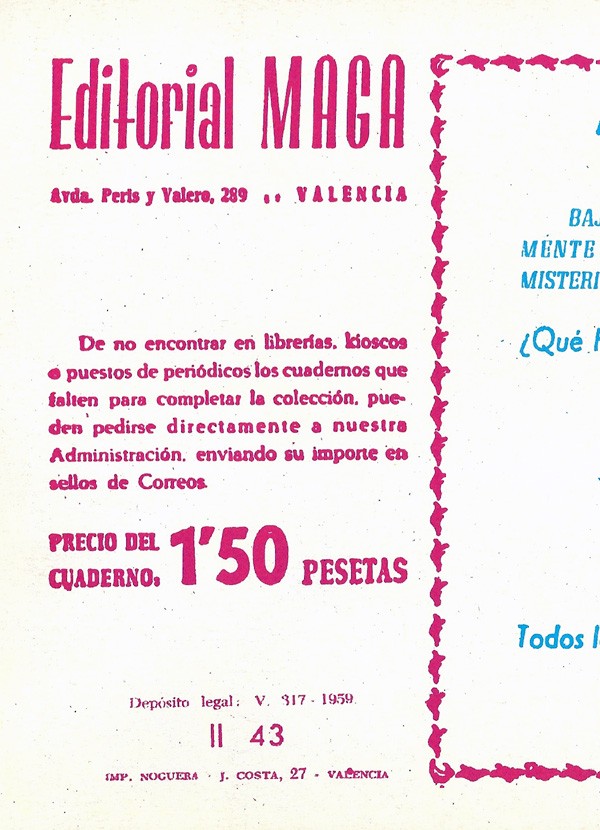 Editorial MAGA
Avda. Peris y Valero, 289 .. VALENCIA
De no encontrar en librerías, kioscos
o puestos de periódicos los cuadernos que
falten para completar la colección, pue-
den pedirse directamente a nuestra
Administración, enviando su importe en
sellos de Correos.
PRECIO DEL
CUADERNO, 1'50 PESETAS
Depósito legal: V. 317 - 1959
II 43
IMP. NOGUERA - J. COSTA, 27 - VALENCIA
BAJ
MENTE
MISTERI
¿Qué
Todos l